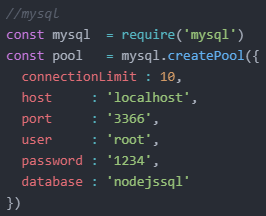 //mysql
const mysql  = require('mysql')
const pool   = mysql.createPool({
  connectionLimit : 10,
  host     : 'localhost',
  port     : '3366',
  user     : 'root',
  password : '1234',
  database : 'nodejssql'
})